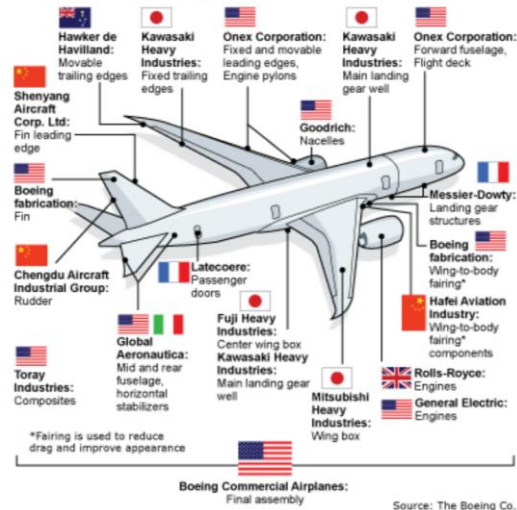 Hawker de
Havilland:
Movable
trailing edges
Kawasaki
Heavy
Industries:
Fixed trailing
edges
Onex Corporation:
Fixed and movable
leading edges,
Engine pylons
Kawasaki
Heavy
Industries:
Main landing
gear well
Onex Corporation:
Forward fuselage,
Flight deck
Shenyang
Aircraft
Corp. Ltd:
Fin leading
edge
Goodrich:
Nacelles
Boeing
fabrication:
Fin
Messier-Dowty:
Landing gear
structures
Boeing
fabrication:
Wing-to-body
fairing*
Chengdu Aircraft
Industrial Group:
Rudder
Latecoere:
Passenger
doors
Hafei Aviation
Industry:
Wing-to-body
fairing*
components
Global
Aeronautica:
Mid and rear
fuselage,
horizontal
stabilizers
Fuji Heavy
Industries:
Center wing box
Kawasaki Heavy
Industries:
Main landing gear
well
Toray
Industries:
Composites
Mitsubishi
Heavy
Industries:
Wing box
Rolls-Royce:
Engines
General Electric:
Engines
*Fairing is used to reduce
drag and improve appearance
Boeing Commercial Airplanes:
Final assembly
Source: The Boeing Co.